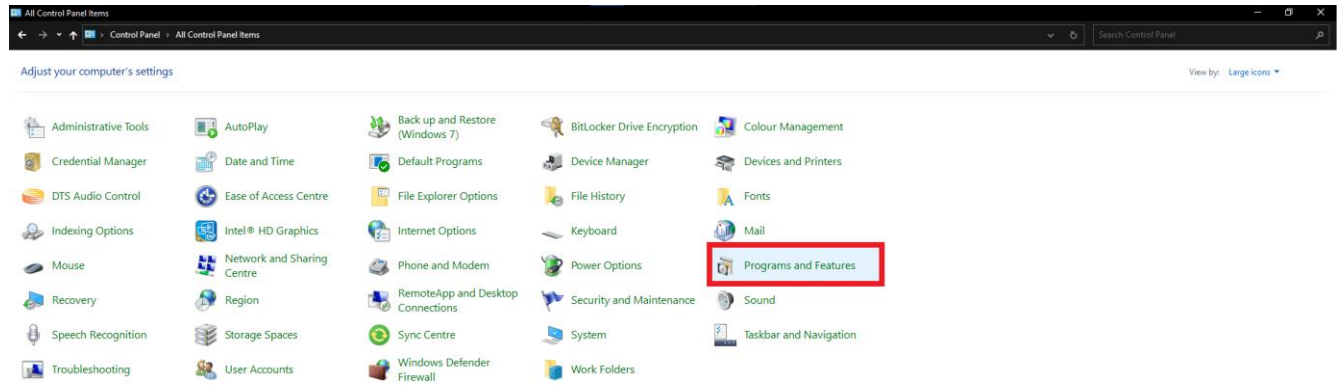 All Control Panel Items
Control Panel > All Control Panel Items
Search Control Panel
Adjust your computer's settings
View by: Large icons
Administrative Tools
AutoPlay
Back up and Restore
(Windows 7)
BitLocker Drive Encryption
Colour Management
Credential Manager
Date and Time
Default Programs
Device Manager
Devices and Printers
DTS Audio Control
Ease of Access Centre
File Explorer Options
File History
Fonts
Indexing Options
Intel® HD Graphics
Internet Options
Keyboard
Mail
Mouse
Network and Sharing
Centre
Phone and Modem
Power Options
Programs and Features
Recovery
Region
RemoteApp and Desktop
Connections
Security and Maintenance
Sound
Speech Recognition
Storage Spaces
Sync Centre
System
Taskbar and Navigation
Troubleshooting
User Accounts
Windows Defender
Firewall
Work Folders